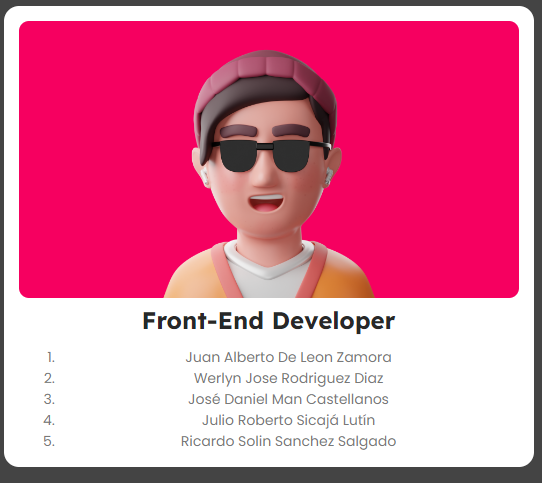 Front-End Developer
1. Juan Alberto De Leon Zamora
2. Werlyn Jose Rodriguez Diaz
3. José Daniel Man Castellanos
4. Julio Roberto Sicajá Lutín
5. Ricardo Solin Sanchez Salgado